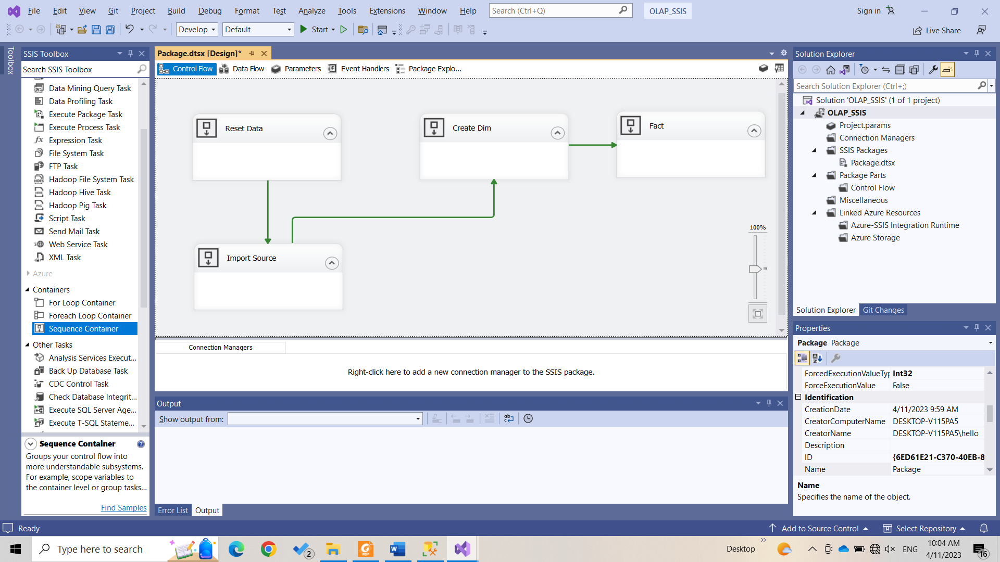 File Edit View Git Project Build Debug Format Test Analyze Tools Extensions Window Help Search (Ctrl+Q) OLAP_SSIS Sign in
Develop Default Start Live Share
Toolbox
SSIS Toolbox
Search SSIS Toolbox
Data Mining Query Task
Data Profiling Task
Execute Package Task
Execute Process Task
Expression Task
File System Task
FTP Task
Hadoop File System Task
Hadoop Hive Task
Hadoop Pig Task
Script Task
Send Mail Task
Web Service Task
XML Task
Azure
Containers
For Loop Container
Foreach Loop Container
Sequence Container
Other Tasks
Analysis Services Execut...
Back Up Database Task
CDC Control Task
Check Database Integrit...
Execute SQL Server Age...
Execute T-SQL Stateme...
Sequence Container
Groups your control flow into
more understandable subsystems.
For example, scope variables to
the container level or group tasks...
Find Samples
Package.dtsx [Design]*
Control Flow Data Flow Parameters Event Handlers Package Explo...
Reset Data
Create Dim
Fact
Import Source
100%
Connection Managers
Right-click here to add a new connection manager to the SSIS package.
Output
Show output from:
Error List Output
Solution Explorer
Search Solution Explorer (Ctrl+;)
Solution 'OLAP_SSIS' (1 of 1 project)
OLAP_SSIS
Project.params
Connection Managers
SSIS Packages
Package.dtsx
Package Parts
Control Flow
Miscellaneous
Linked Azure Resources
Azure-SSIS Integration Runtime
Azure Storage
Solution Explorer Git Changes
Properties
Package Package
ForcedExecutionValueTyp Int32
ForceExecutionValue False
Identification
CreationDate 4/11/2023 9:59 AM
CreatorComputerName DESKTOP-V115PA5
CreatorName DESKTOP-V115PA5\hello
Description
ID {6ED61E21-C370-40EB-8
Name Package
Name
Specifies the name of the object.
Ready Add to Source Control Select Repository
Type here to search 2 Desktop ENG 10:04 AM
4/11/2023 16